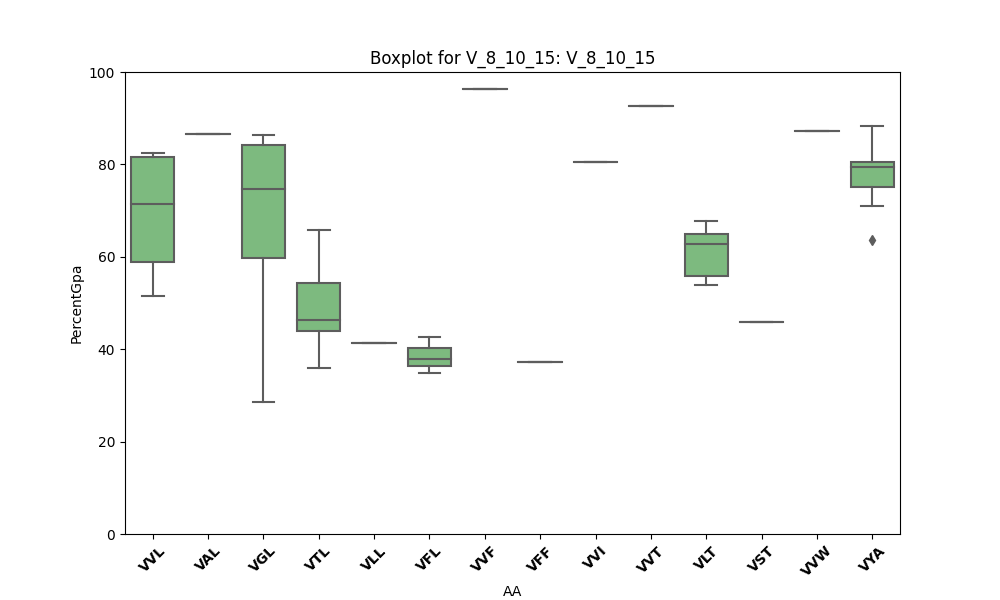 Boxplot for V_8_10_15: V_8_10_15
100
80
60
40
20
0
PercentGpa
VVL VAL VGL VTL VLL VFL VVF VFF VVI VVT VLT VST VVW VYA
AA